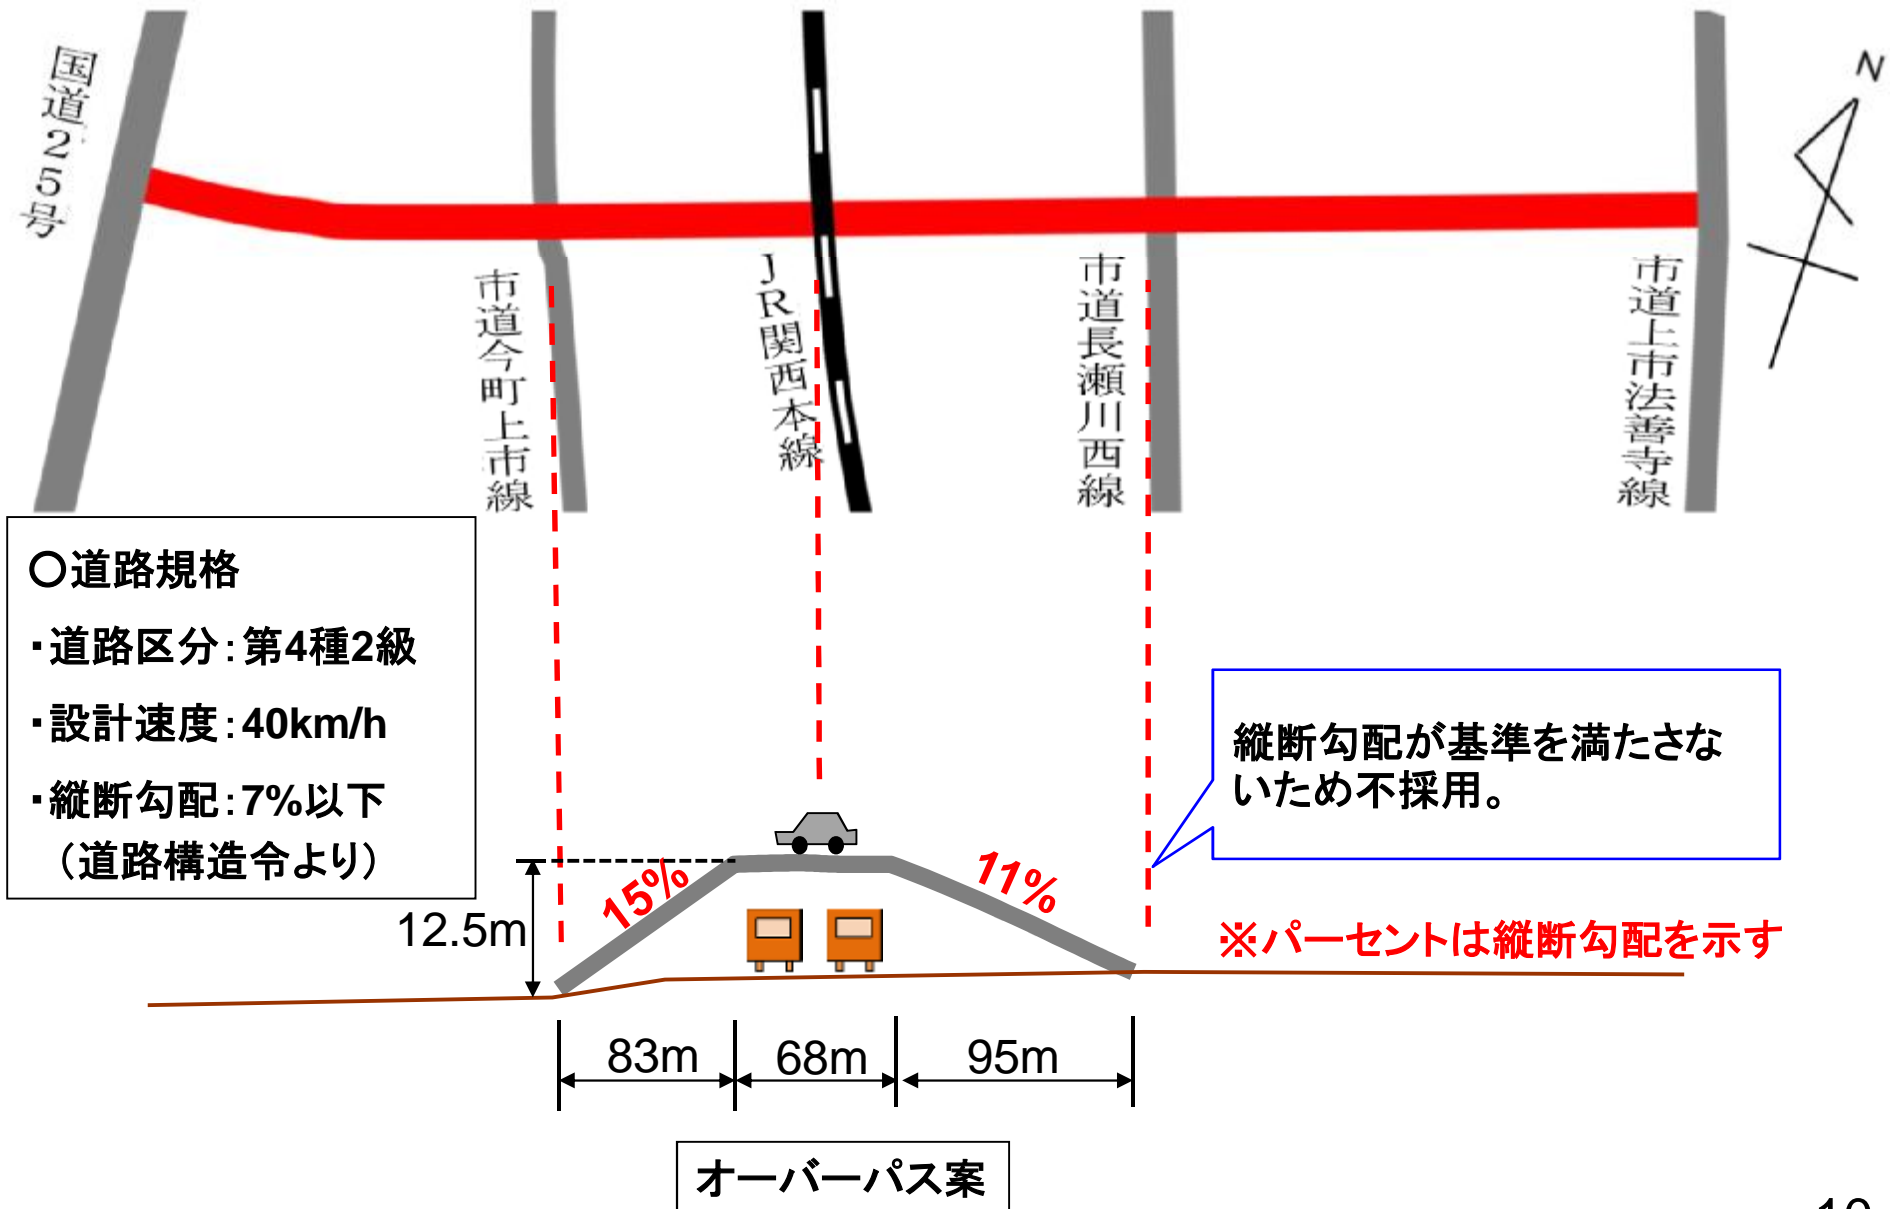 国道25号
N
市道今町上市線
JR関西本線
市道長瀬川西線
市道上市法善寺線
○道路規格
・道路区分：第4種2級
・設計速度：40km/h
・縦断勾配：7%以下
（道路構造令より）
縦断勾配が基準を満たさな
いため不採用。
15%
11%
12.5m
※パーセントは縦断勾配を示す
83m
68m
95m
オーバーパス案